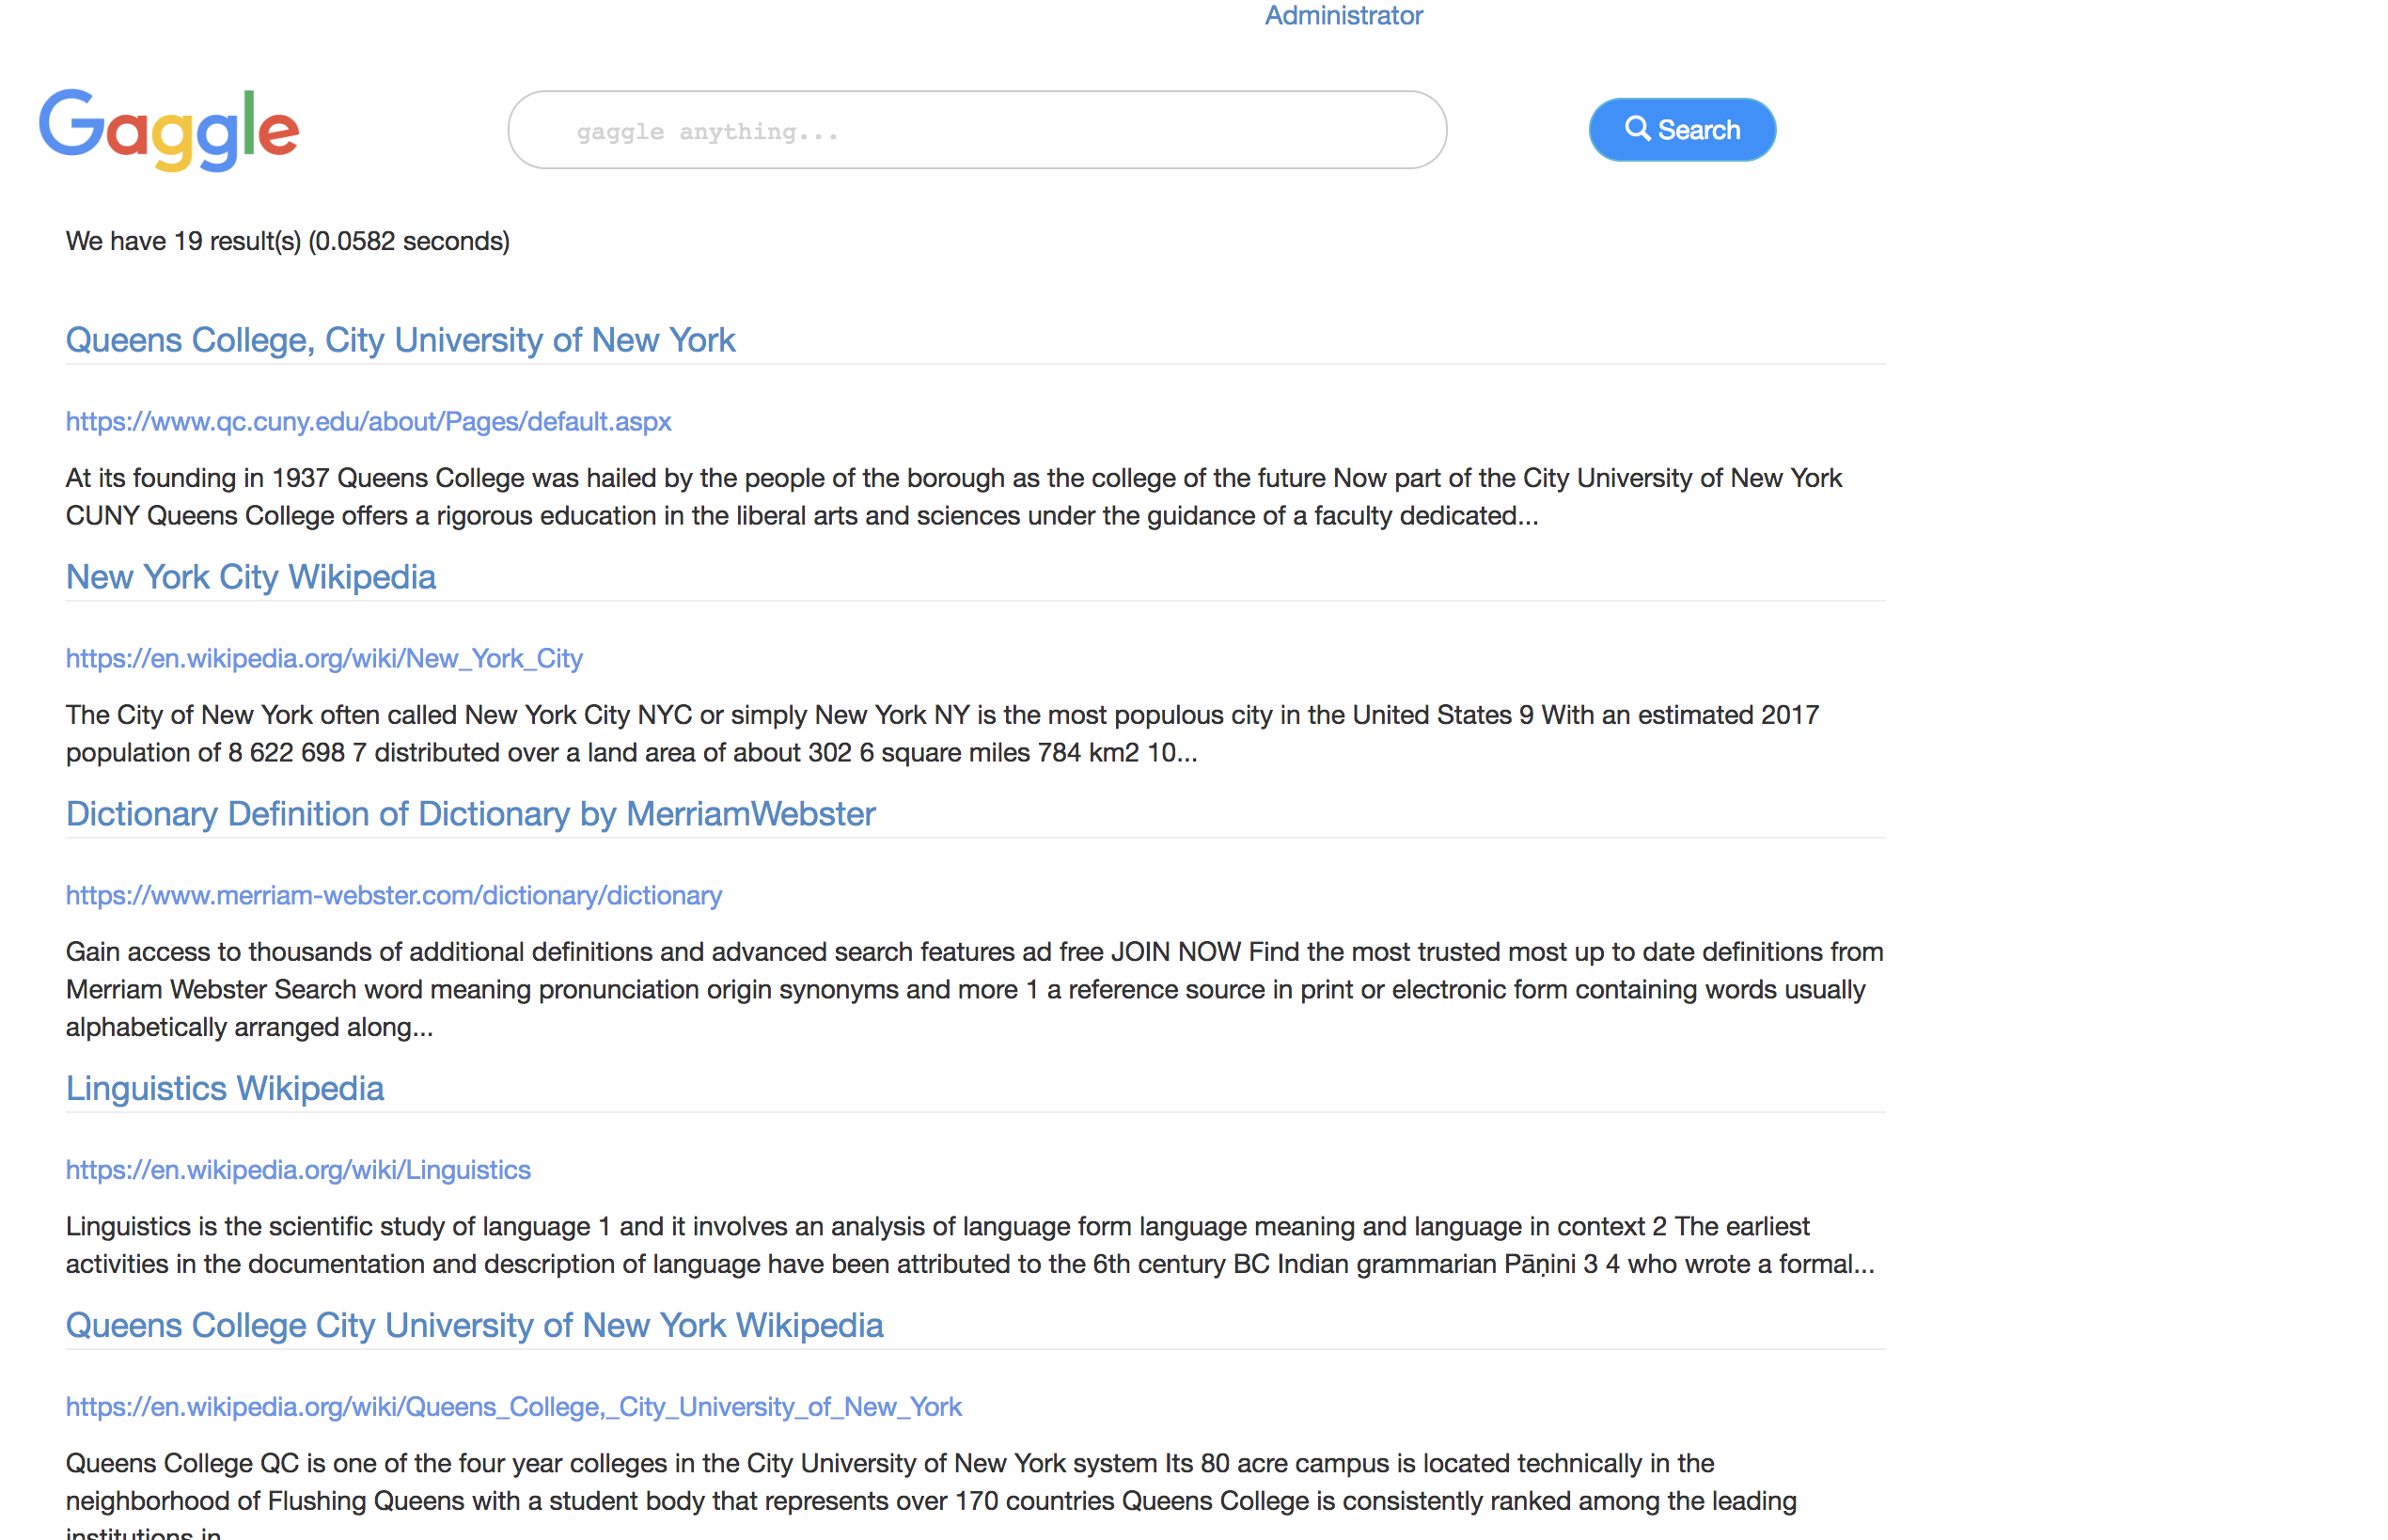 Administrator
Gaggle
gaggle anything...
Search
We have 19 result(s) (0.0582 seconds)
Queens College, City University of New York
https://www.qc.cuny.edu/about/Pages/default.aspx
At its founding in 1937 Queens College was hailed by the people of the borough as the college of the future Now part of the City University of New York
CUNY Queens College offers a rigorous education in the liberal arts and sciences under the guidance of a faculty dedicated...
New York City Wikipedia
https://en.wikipedia.org/wiki/New_York_City
The City of New York often called New York City NYC or simply New York NY is the most populous city in the United States 9 With an estimated 2017
population of 8 622 698 7 distributed over a land area of about 302 6 square miles 784 km2 10...
Dictionary Definition of Dictionary by MerriamWebster
https://www.merriam-webster.com/dictionary/dictionary
Gain access to thousands of additional definitions and advanced search features ad free JOIN NOW Find the most trusted most up to date definitions from
Merriam Webster Search word meaning pronunciation origin synonyms and more 1 a reference source in print or electronic form containing words usually
alphabetically arranged along...
Linguistics Wikipedia
https://en.wikipedia.org/wiki/Linguistics
Linguistics is the scientific study of language 1 and it involves an analysis of language form language meaning and language in context 2 The earliest
activities in the documentation and description of language have been attributed to the 6th century BC Indian grammarian Pāṇini 3 4 who wrote a formal...
Queens College City University of New York Wikipedia
https://en.wikipedia.org/wiki/Queens_College,_City_University_of_New_York
Queens College QC is one of the four year colleges in the City University of New York system Its 80 acre campus is located technically in the
neighborhood of Flushing Queens with a student body that represents over 170 countries Queens College is consistently ranked among the leading
institutions in